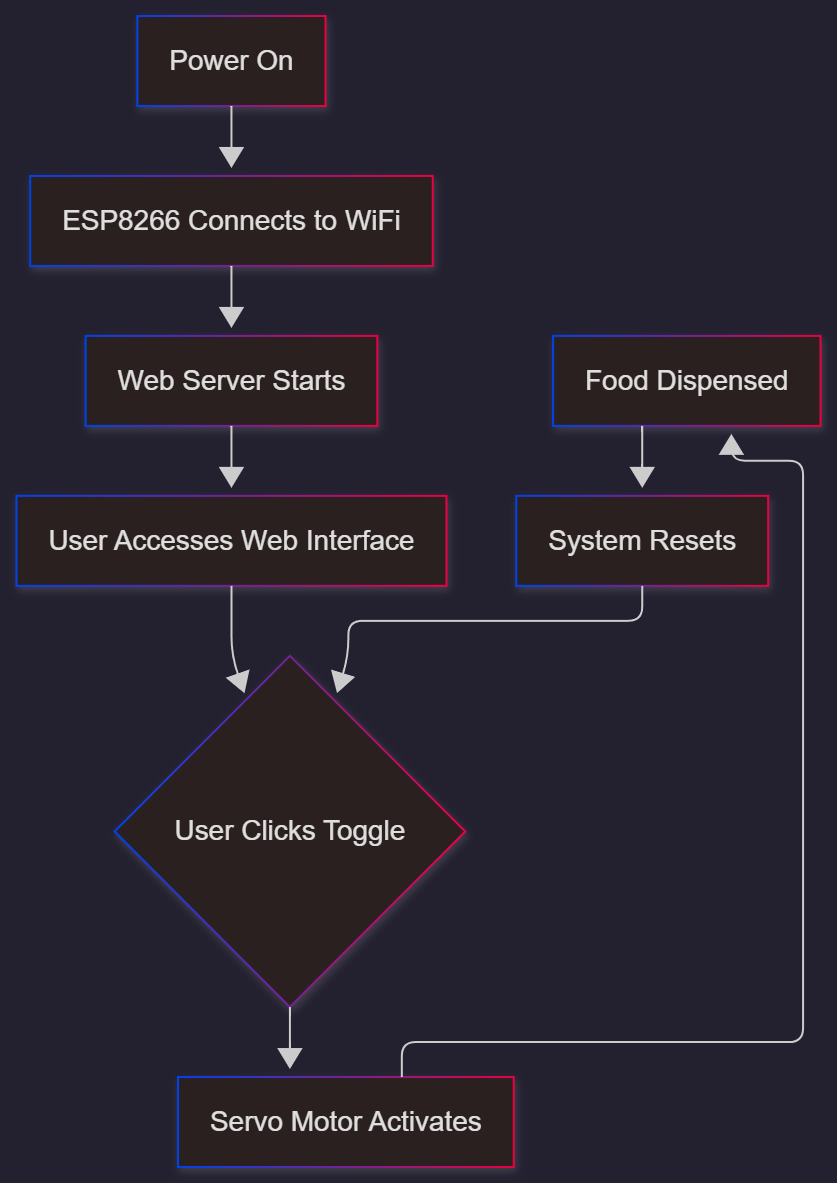 Power On
ESP8266 Connects to WiFi
Web Server Starts
Food Dispensed
User Accesses Web Interface
System Resets
User Clicks Toggle
Servo Motor Activates